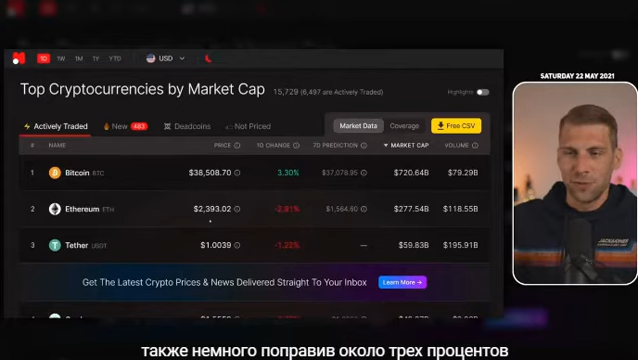 1D 1W 1M 1Y YTD USD
SATURDAY 22 MAY 2021
Top Cryptocurrencies by Market Cap 15,729 (6,497 are Actively Traded) Highlights
Actively Traded New 483 Deadcoins Not Priced Market Data Coverage Free CSV
# NAME PRICE 1D CHANGE 7D PREDICTION MARKET CAP VOLUME
1 Bitcoin BTC $38,508.70 3.30% $37,078.95 $720.64B $79.29B
2 Ethereum ETH $2,393.02 -2.81% $1,564.60 $277.54B $118.55B
3 Tether USDT $1.0039 -1.22% — $59.83B $195.91B
Get The Latest Crypto Prices & News Delivered Straight To Your Inbox Learn More →
также немного поправив около трех процентов